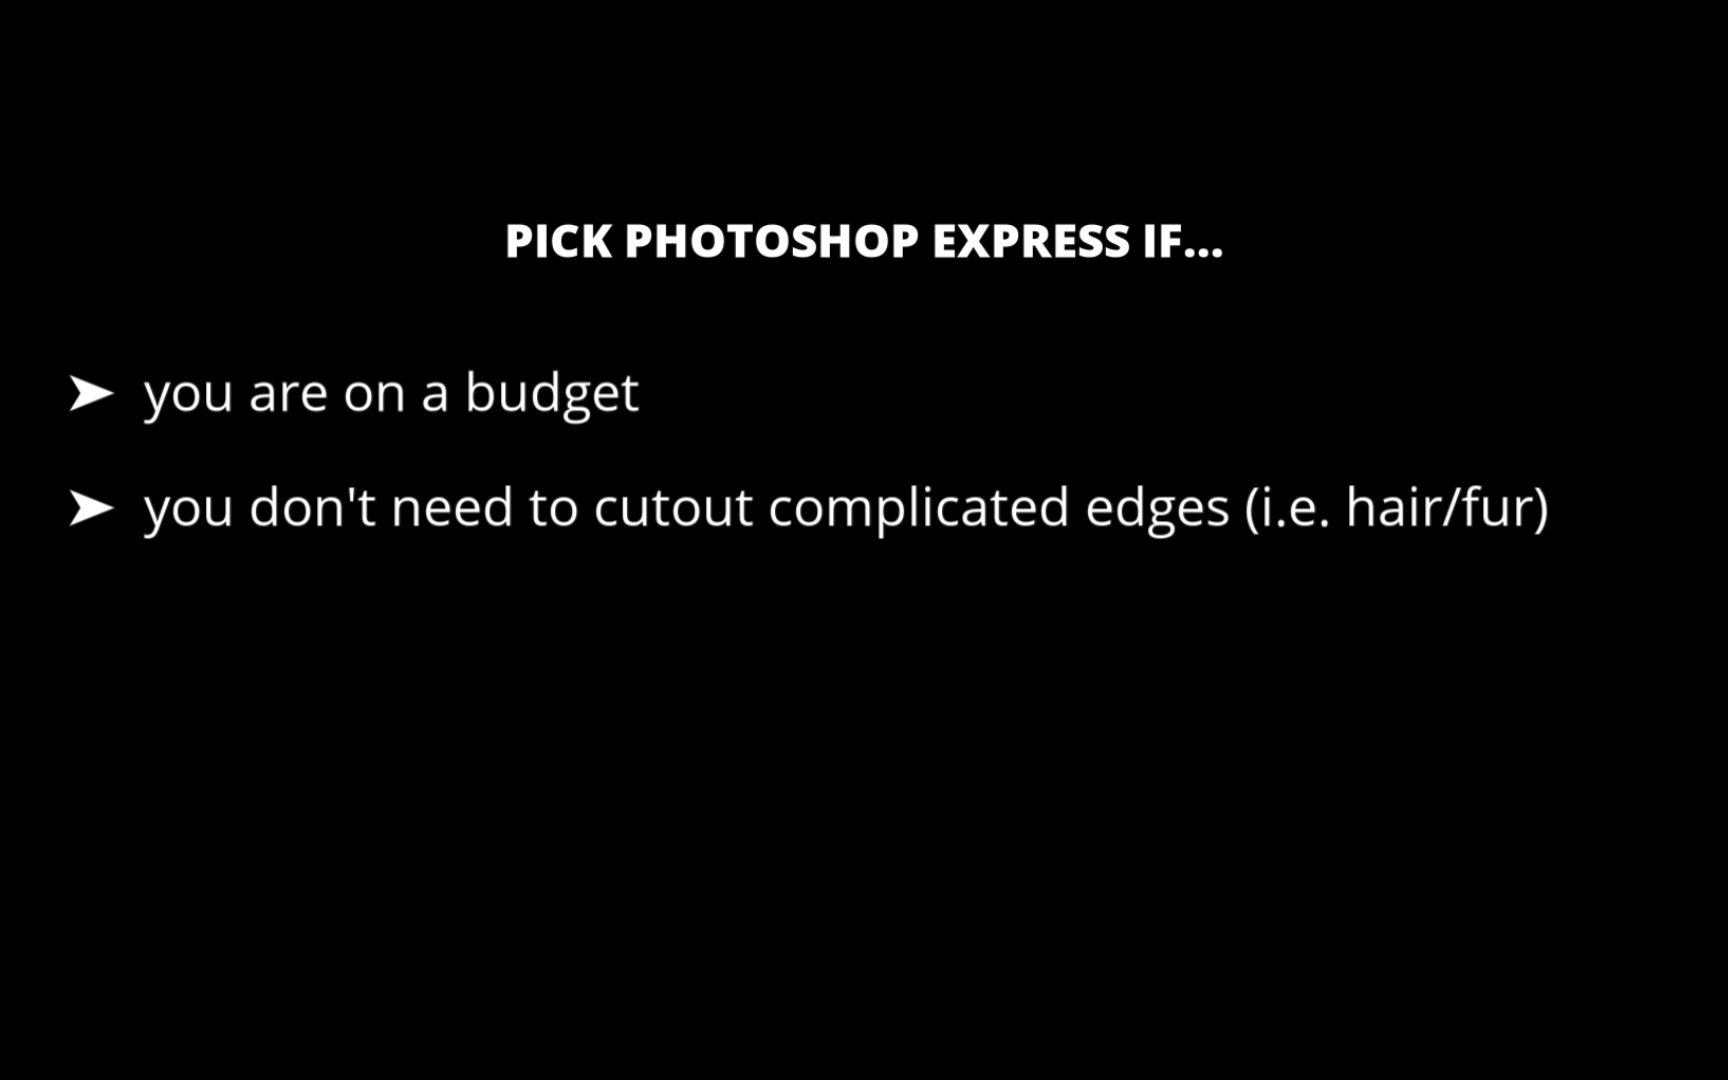 PICK PHOTOSHOP EXPRESS IF...
➤ you are on a budget
➤ you don't need to cutout complicated edges (i.e. hair/fur)